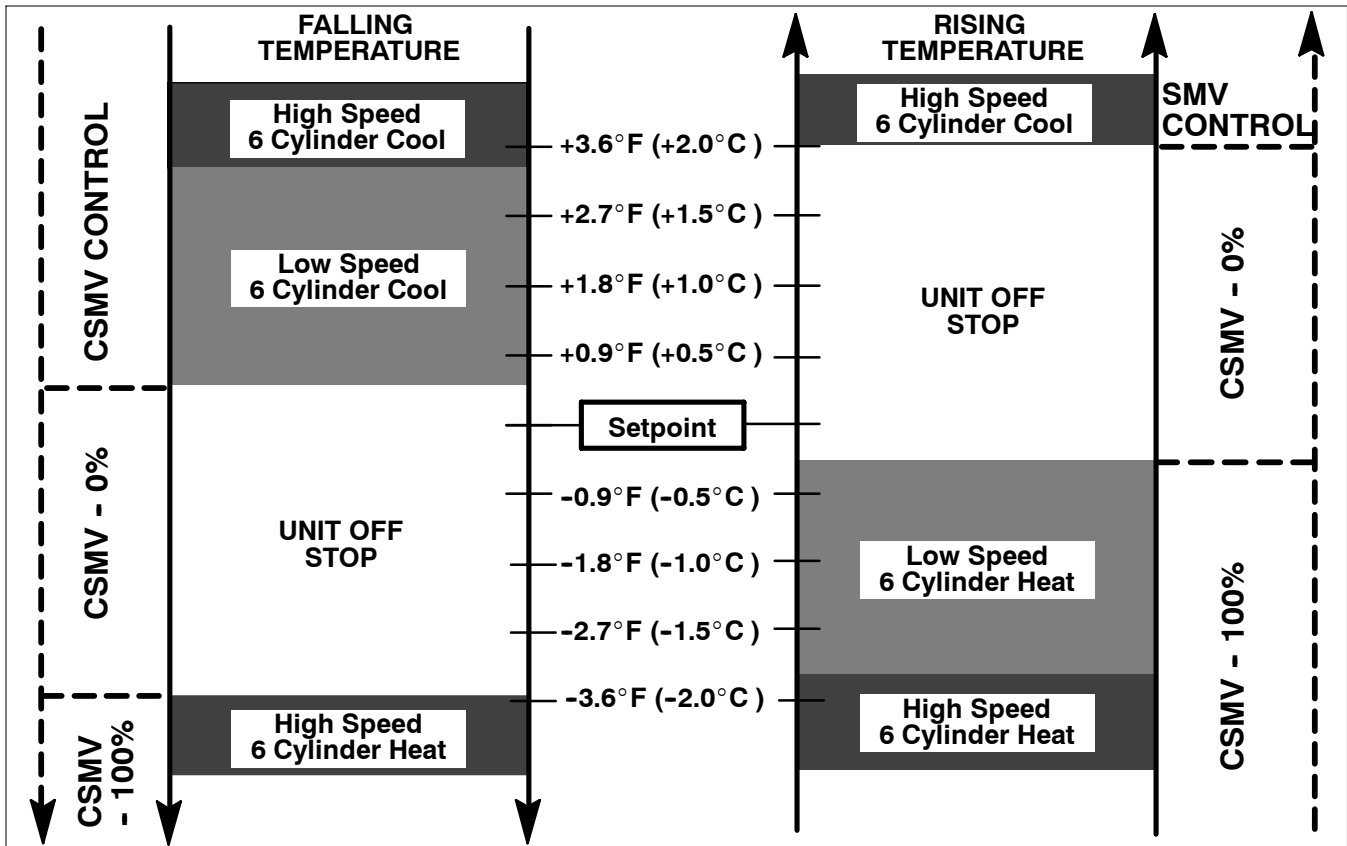 FALLING
TEMPERATURE
RISING
TEMPERATURE
CSMV CONTROL
CSMV - 0%
CSMV
- 100%
High Speed
6 Cylinder Cool
Low Speed
6 Cylinder Cool
UNIT OFF
STOP
High Speed
6 Cylinder Heat
+3.6°F (+2.0°C )
+2.7°F (+1.5°C )
+1.8°F (+1.0°C )
+0.9°F (+0.5°C )
Setpoint
-0.9°F (-0.5°C )
-1.8°F (-1.0°C )
-2.7°F (-1.5°C )
-3.6°F (-2.0°C )
High Speed
6 Cylinder Cool
UNIT OFF
STOP
Low Speed
6 Cylinder Heat
High Speed
6 Cylinder Heat
SMV
CONTROL
CSMV - 0%
CSMV - 100%